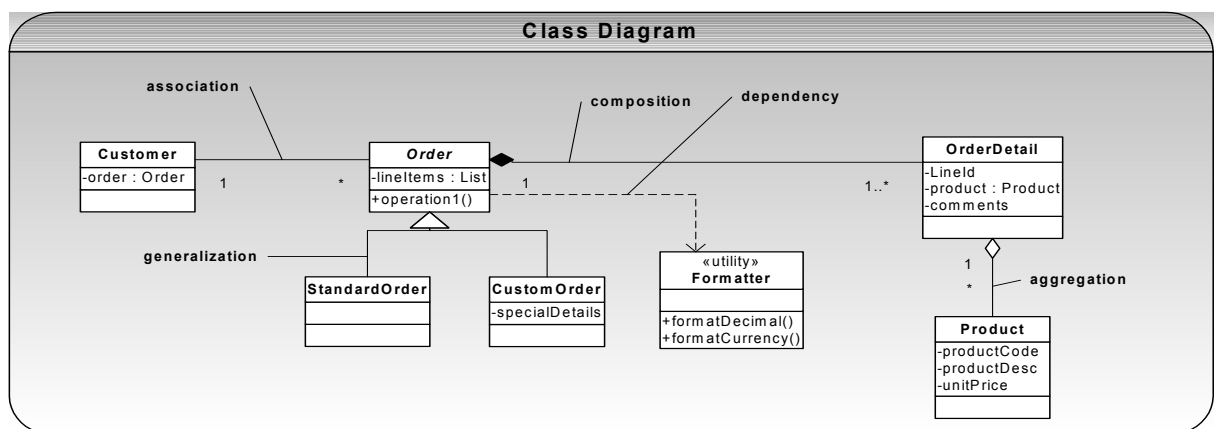 Class Diagram
association
composition
dependency
Customer
-order : Order
1
*
Order
-lineItems : List
+operation1()
1
1..*
OrderDetail
-LineId
-product : Product
-comments
generalization
StandardOrder
CustomOrder
-specialDetails
«utility»
Formatter
+formatDecimal()
+formatCurrency()
1
*
aggregation
Product
-productCode
-productDesc
-unitPrice